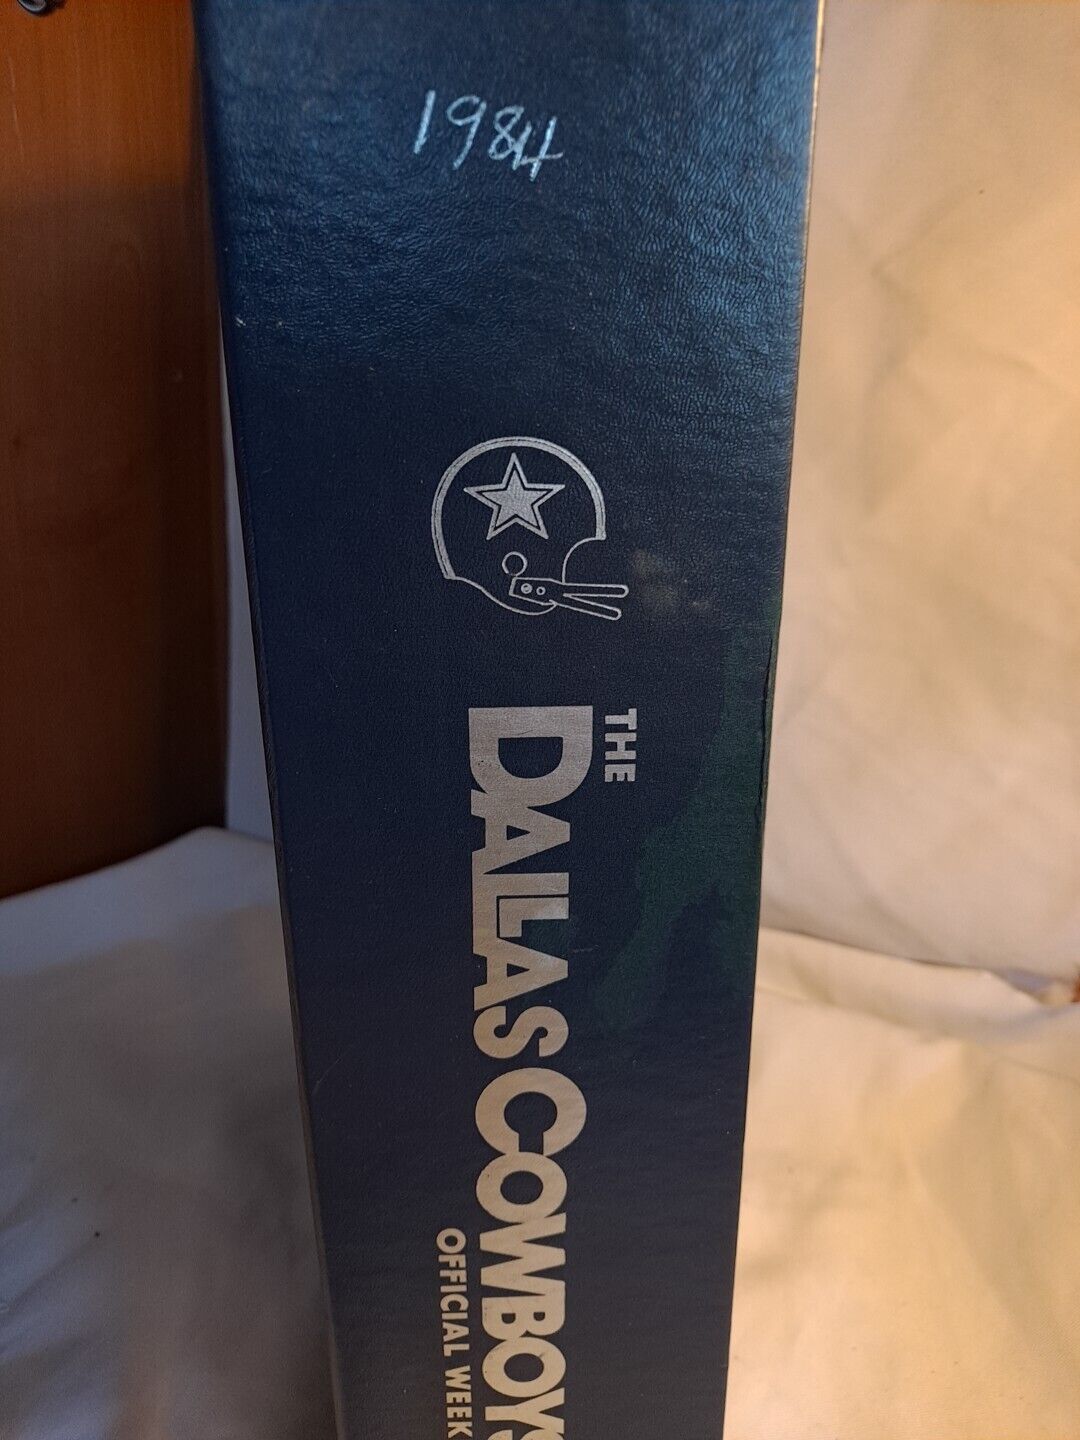 1984
THE
DALLAS COWBOYS
OFFICIAL WEEK